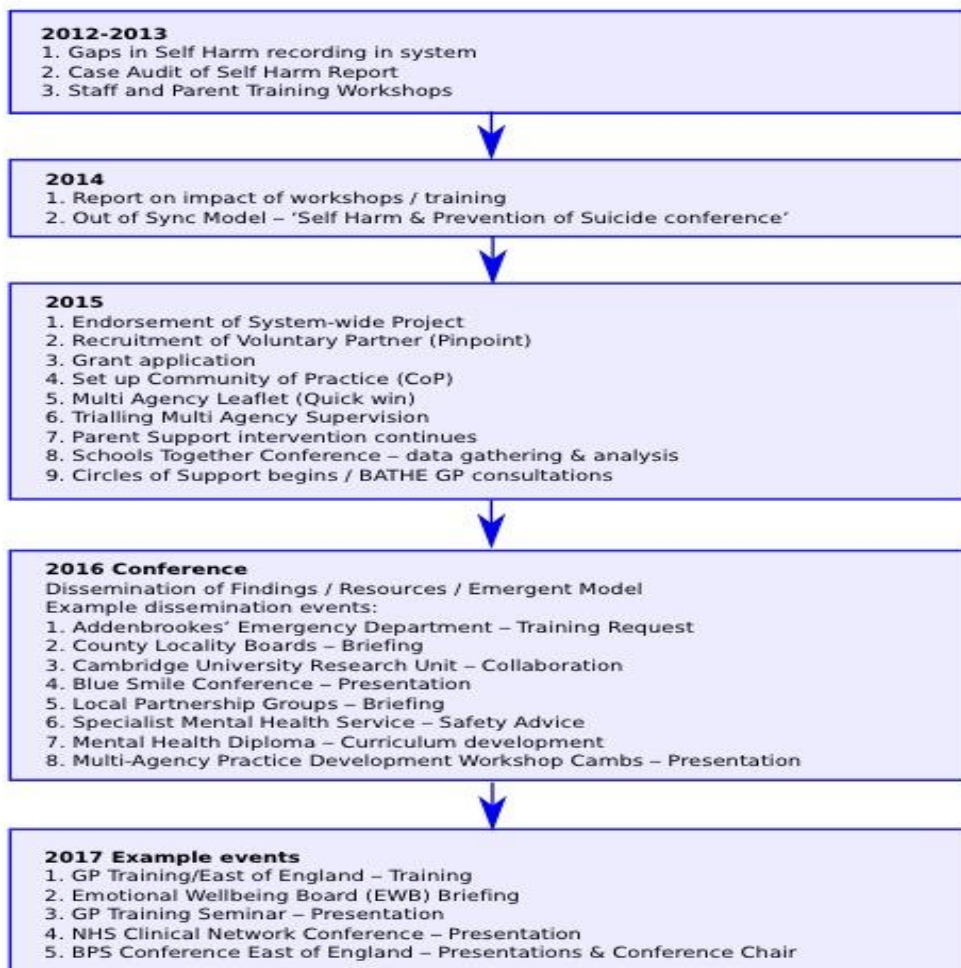 2012-2013
1. Gaps in Self Harm recording in system
2. Case Audit of Self Harm Report
3. Staff and Parent Training Workshops
2014
1. Report on impact of workshops / training
2. Out of Sync Model – ‘Self Harm & Prevention of Suicide conference’
2015
1. Endorsement of System-wide Project
2. Recruitment of Voluntary Partner (Pinpoint)
3. Grant application
4. Set up Community of Practice (CoP)
5. Multi Agency Leaflet (Quick win)
6. Trialling Multi Agency Supervision
7. Parent Support intervention continues
8. Schools Together Conference – data gathering & analysis
9. Circles of Support begins / BATHE GP consultations
2016 Conference
Dissemination of Findings / Resources / Emergent Model
Example dissemination events:
1. Addenbrookes’ Emergency Department – Training Request
2. County Locality Boards – Briefing
3. Cambridge University Research Unit – Collaboration
4. Blue Smile Conference – Presentation
5. Local Partnership Groups – Briefing
6. Specialist Mental Health Service – Safety Advice
7. Mental Health Diploma – Curriculum development
8. Multi-Agency Practice Development Workshop Cambs – Presentation
2017 Example events
1. GP Training/East of England – Training
2. Emotional Wellbeing Board (EWB) Briefing
3. GP Training Seminar – Presentation
4. NHS Clinical Network Conference – Presentation
5. BPS Conference East of England – Presentations & Conference Chair